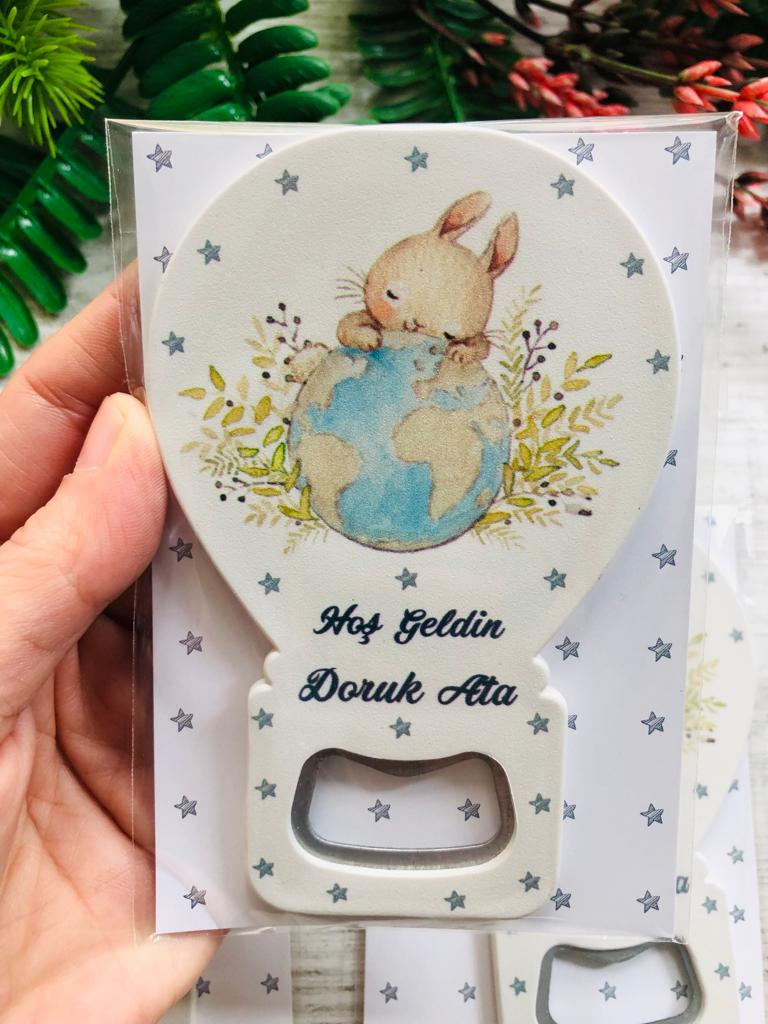 Hoş Geldin
Doruk Ata